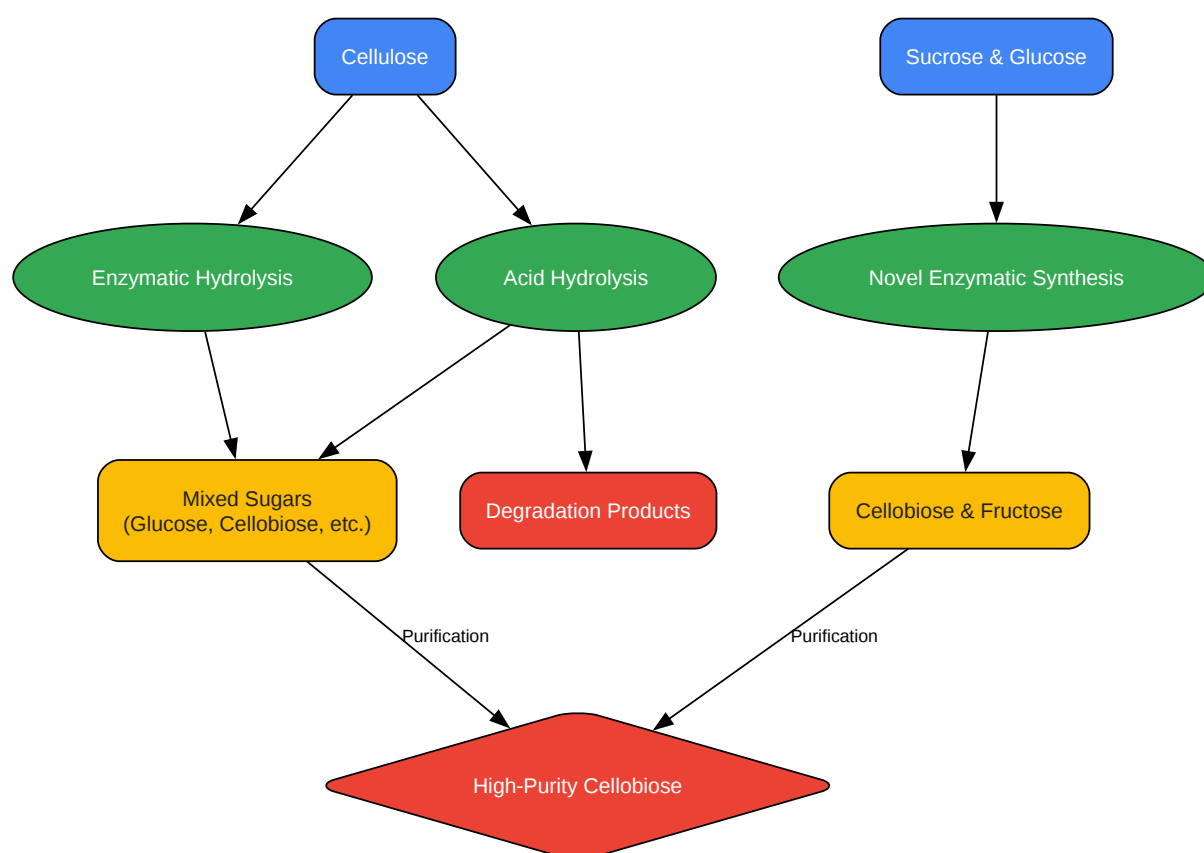 Cellulose
Sucrose & Glucose
Enzymatic Hydrolysis
Acid Hydrolysis
Novel Enzymatic Synthesis
Mixed Sugars
(Glucose, Cellobiose, etc.)
Degradation Products
Cellobiose & Fructose
Purification
Purification
High-Purity Cellobiose